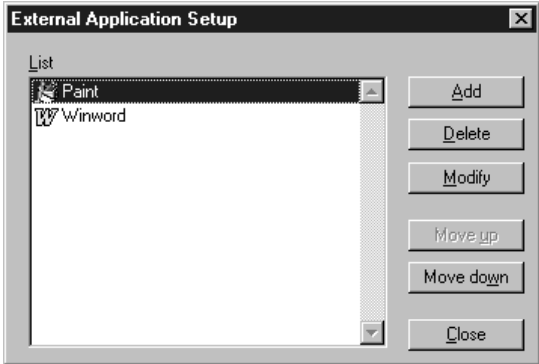 External Application Setup
List
Paint
Winword
Add
Delete
Modify
Move up
Move down
Close